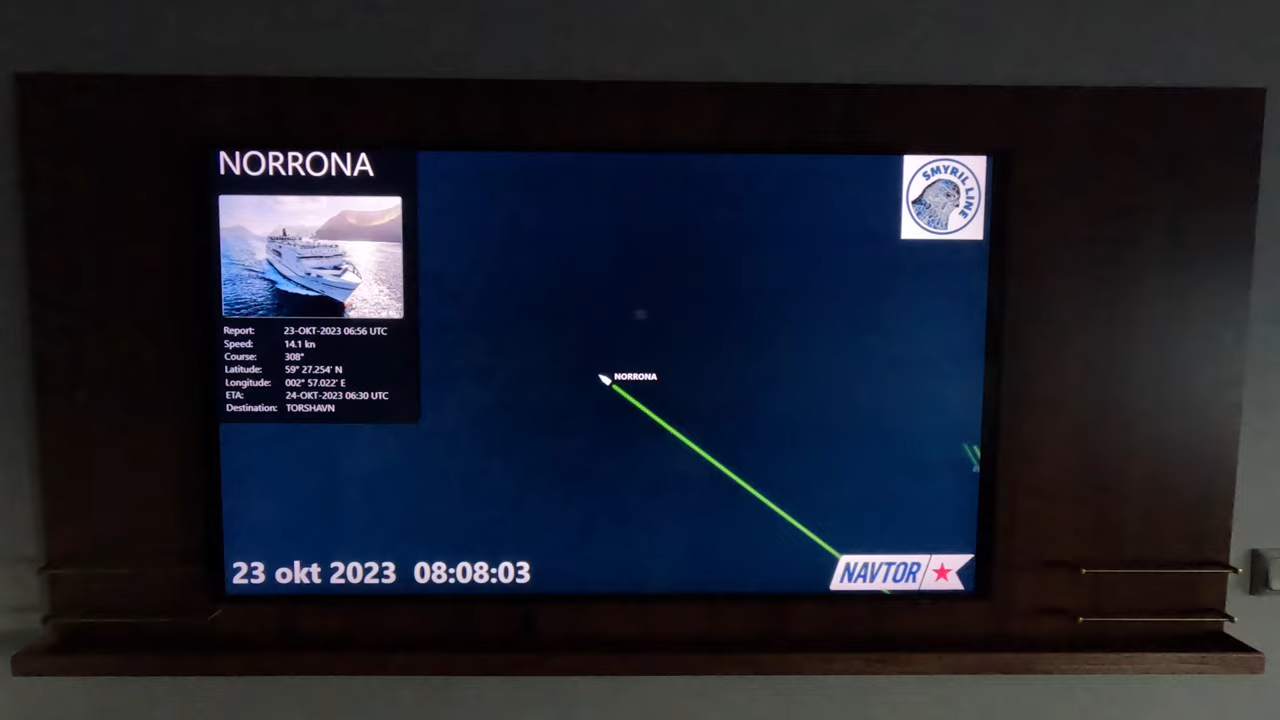 NORRONA
SMYRIL LINE
Report: 23-OKT-2023 06:56 UTC
Speed: 14.1 kn
Course: 308°
Latitude: 59° 27.254' N
Longitude: 002° 57.022' E
ETA: 24-OKT-2023 06:30 UTC
Destination: TORSHAVN
NORRONA
23 okt 2023 08:08:03
NAVTOR